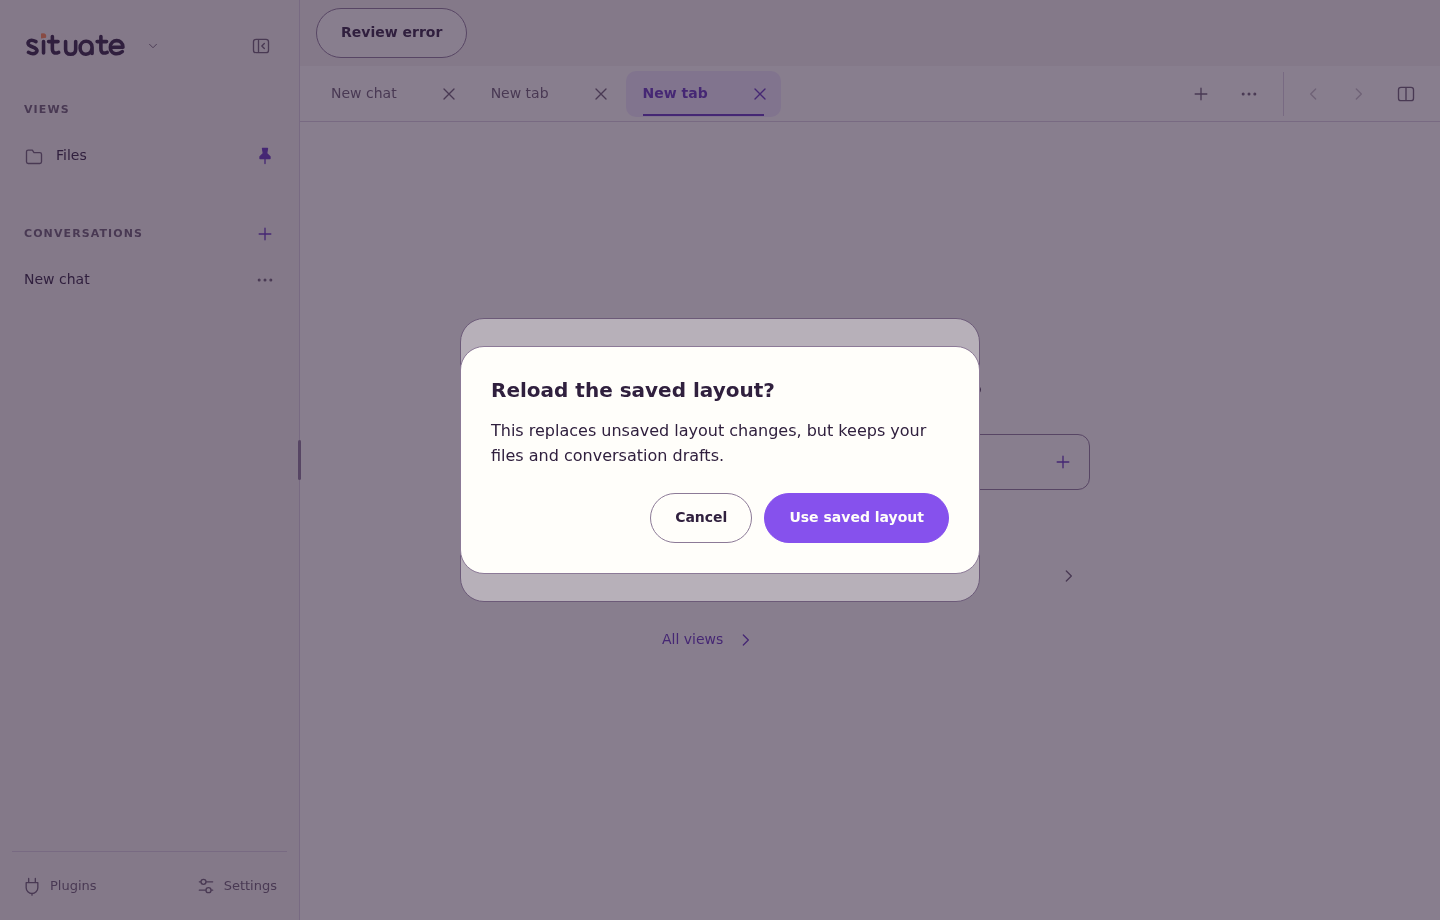 situate
Review error
New chat
New tab
New tab
VIEWS
Files
CONVERSATIONS
New chat
Reload the saved layout?
This replaces unsaved layout changes, but keeps your
files and conversation drafts.
Cancel
Use saved layout
All views
Plugins
Settings